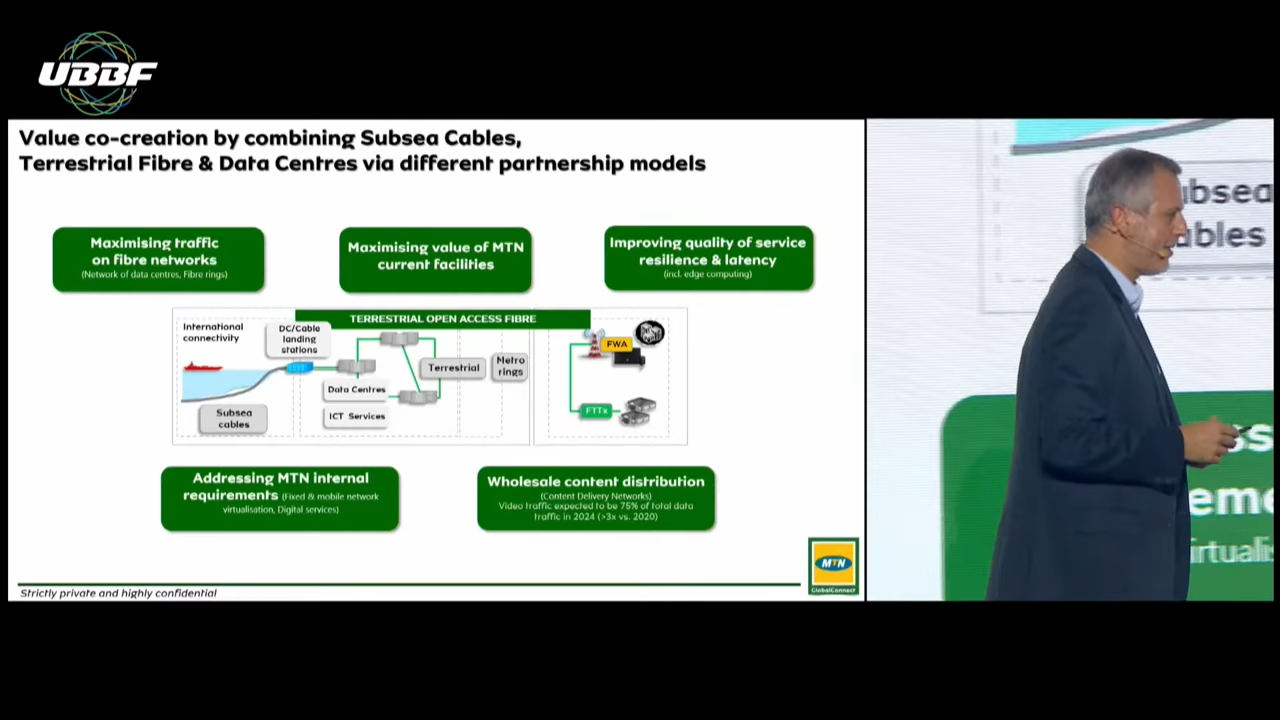 UBBF
Value co-creation by combining Subsea Cables,
Terrestrial Fibre & Data Centres via different partnership models
Maximising traffic
on fibre networks
(Network of data centres, Fibre rings)
Maximising value of MTN
current facilities
Improving quality of service
resilience & latency
(incl. edge computing)
TERRESTRIAL OPEN ACCESS FIBRE
International
connectivity
DC/Cable
landing
stations
Subsea
cables
Data Centres
ICT Services
Terrestrial
Metro
rings
FWA
FTTx
Addressing MTN internal
requirements (Fixed & mobile network
virtualisation, Digital services)
Wholesale content distribution
(Content Delivery Networks)
Video traffic expected to be 75% of total data
traffic in 2024 (>3x vs. 2020)
MTN
GlobalConnect
Strictly private and highly confidential
ubsea
ables